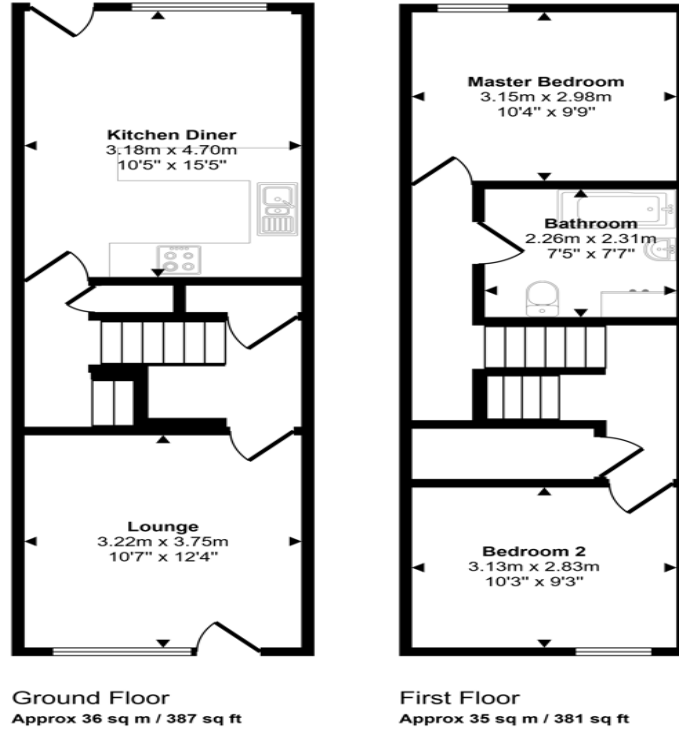 Kitchen Diner
3.18m x 4.70m
10'5" x 15'5"
Lounge
3.22m x 3.75m
10'7" x 12'4"
Ground Floor
Approx 36 sq m / 387 sq ft
Master Bedroom
3.15m x 2.98m
10'4" x 9'9"
Bathroom
2.26m x 2.31m
7'5" x 7'7"
Bedroom 2
3.13m x 2.83m
10'3" x 9'3"
First Floor
Approx 35 sq m / 381 sq ft